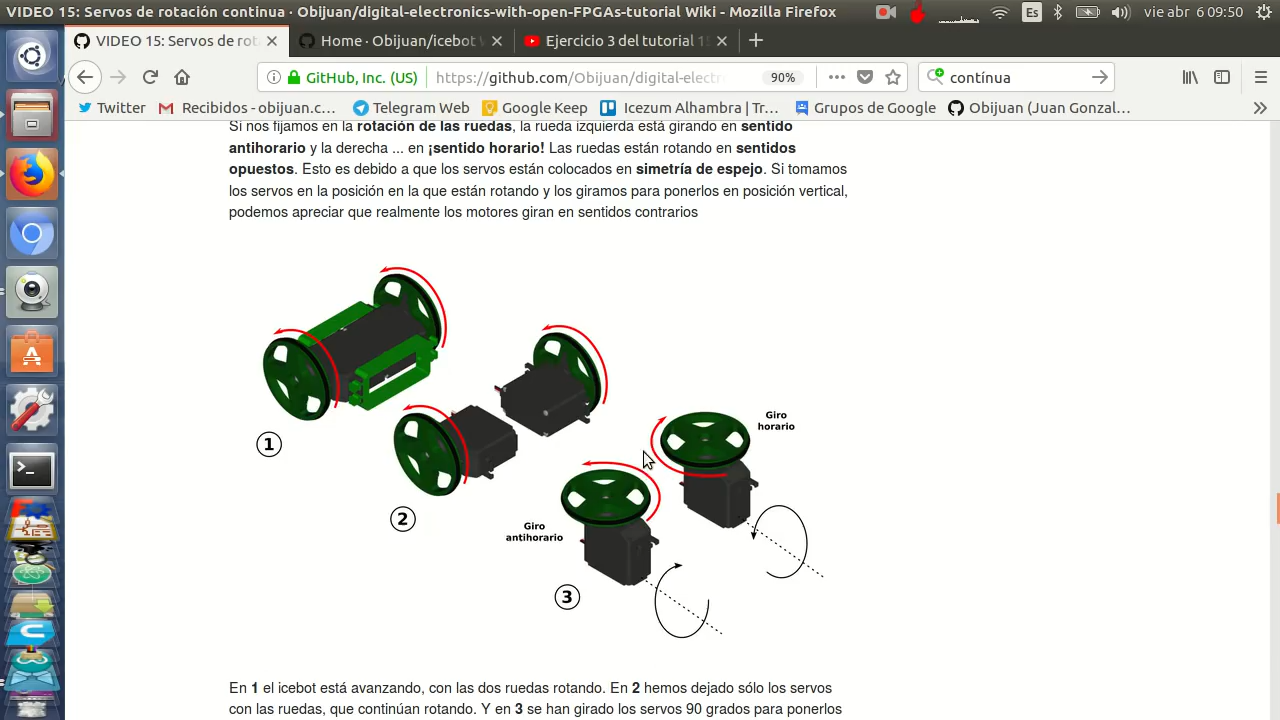 VIDEO 15: Servos de rotación continua · Obijuan/digital-electronics-with-open-FPGAs-tutorial Wiki - Mozilla Firefox
Es
vie abr 6 09:50
VIDEO 15: Servos de rot
Home · Obijuan/icebot W
Ejercicio 3 del tutorial 1
GitHub, Inc. (US)
https://github.com/Obijuan/digital-electr
90%
contínua
Twitter
Recibidos - obijuan.c…
Telegram Web
Google Keep
Icezum Alhambra | Tr…
Grupos de Google
Obijuan (Juan Gonzal…
Si nos fijamos en la rotación de las ruedas, la rueda izquierda está girando en sentido
antihorario y la derecha ... en ¡sentido horario! Las ruedas están rotando en sentidos
opuestos. Esto es debido a que los servos están colocados en simetría de espejo. Si tomamos
los servos en la posición en la que están rotando y los giramos para ponerlos en posición vertical,
podemos apreciar que realmente los motores giran en sentidos contrarios
1
2
3
Giro
horario
Giro
antihorario
En 1 el icebot está avanzando, con las dos ruedas rotando. En 2 hemos dejado sólo los servos
con las ruedas, que continúan rotando. Y en 3 se han girado los servos 90 grados para ponerlos